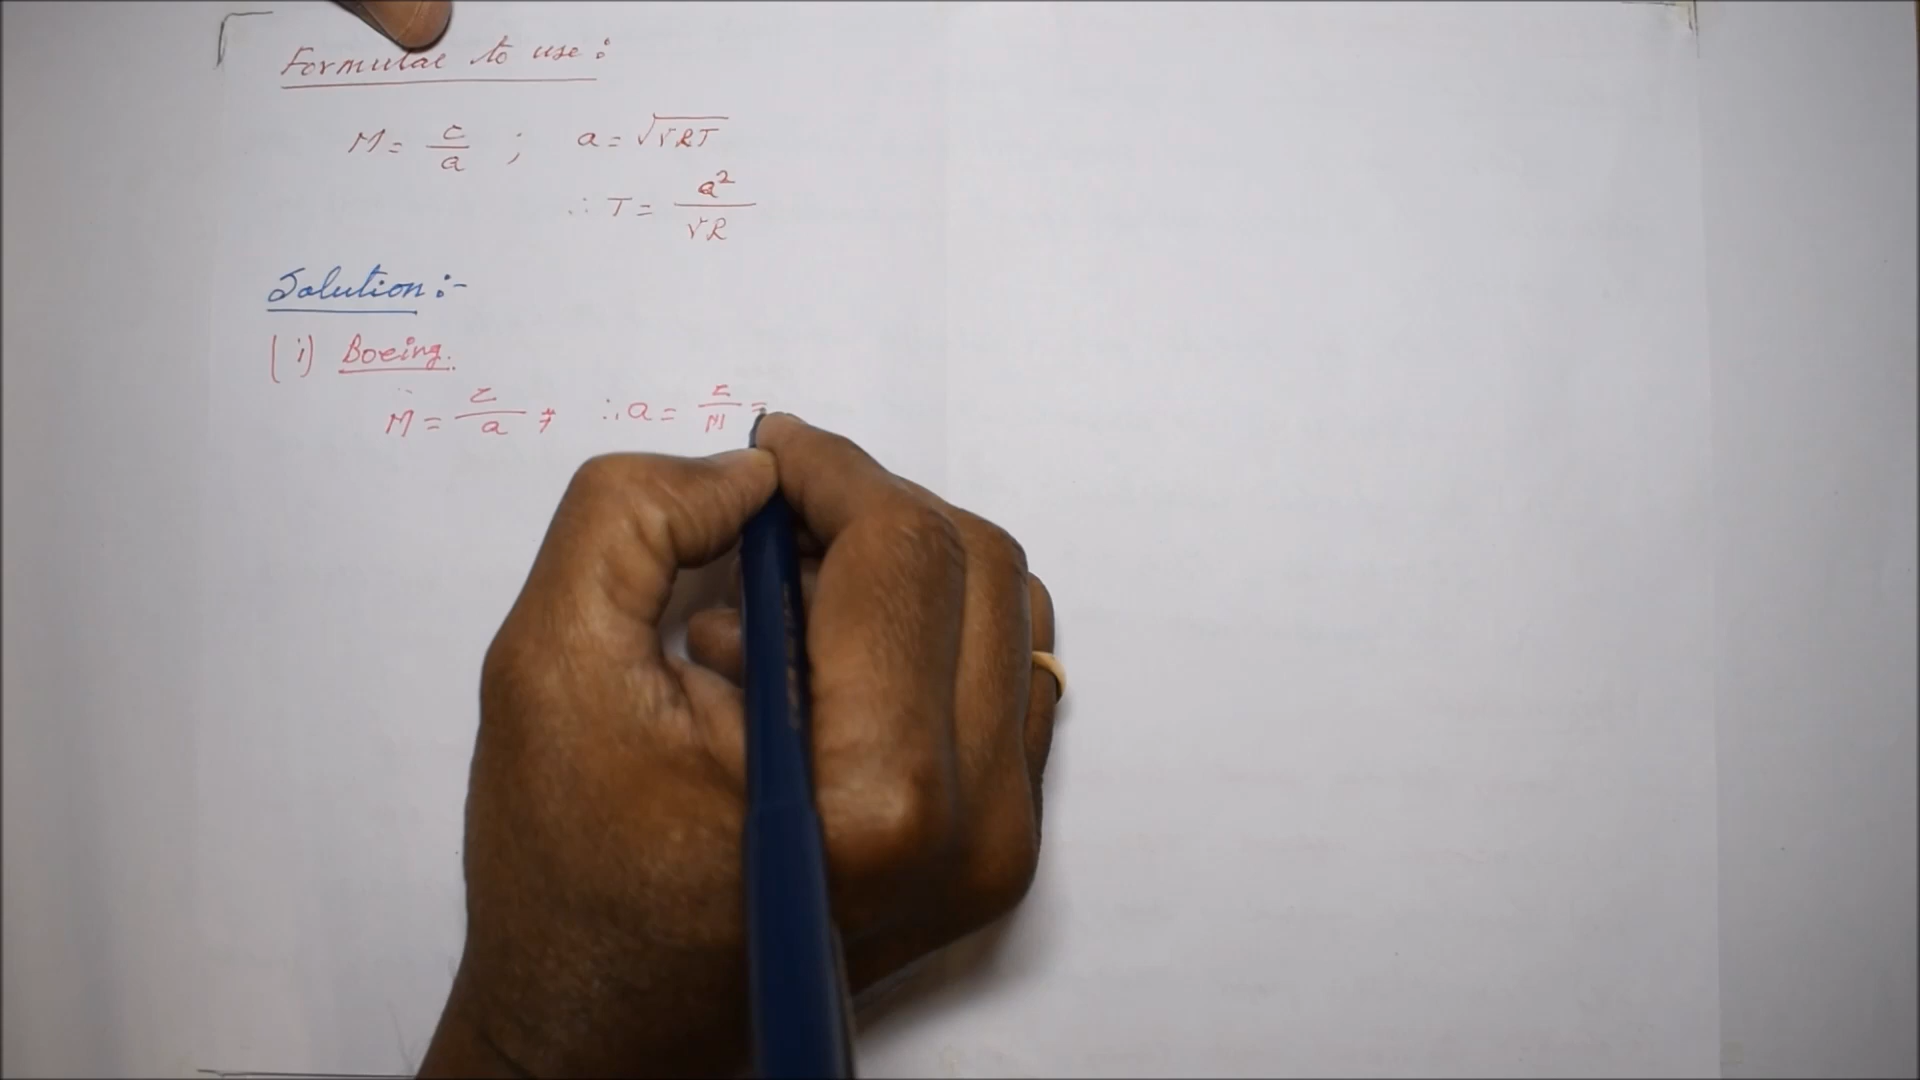 Formulae to use :
M = c/a ; a = √γRT
∴ T = a²/γR
Solution :-
(i) Boeing.
M = c/a ∴ a = c/M =